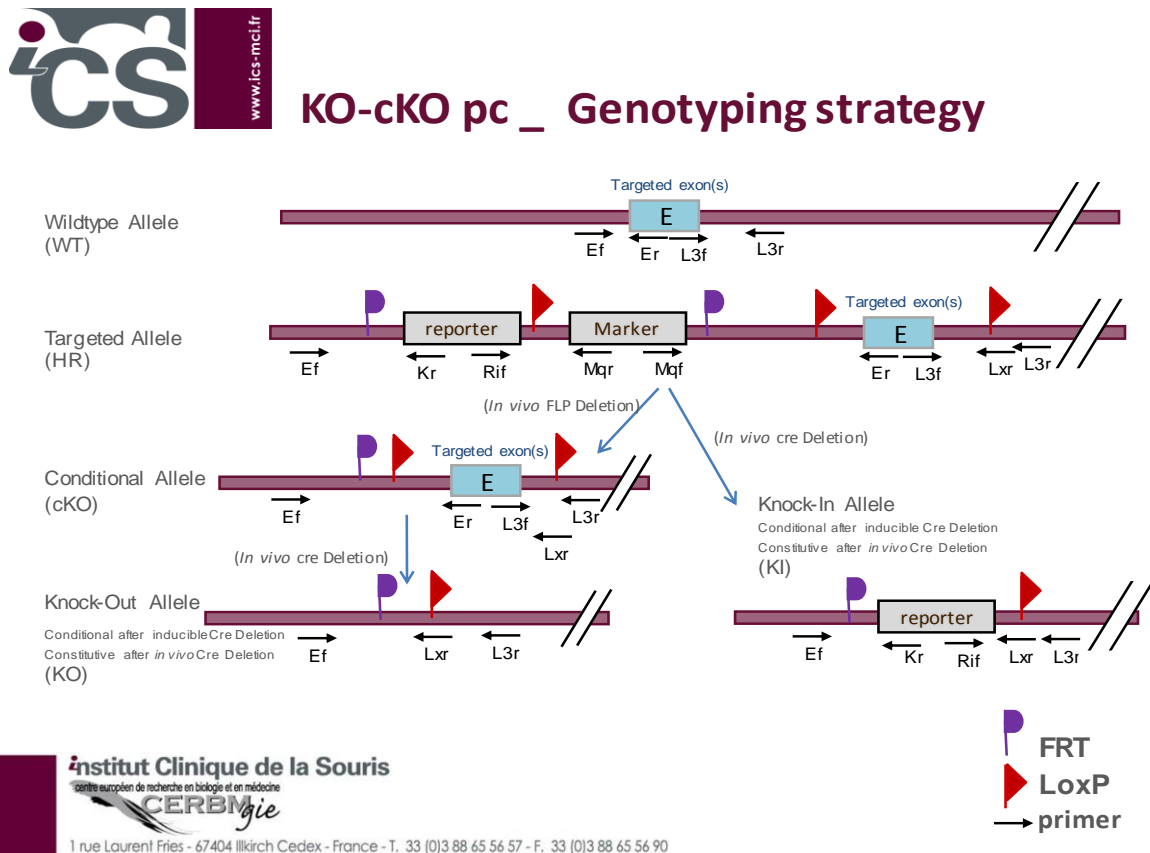 iCS
www.ics-mci.fr
KO-cKO pc _ Genotyping strategy
Targeted exon(s)
Wildtype Allele
(WT)
E
Ef
Er
L3f
L3r
Targeted exon(s)
Targeted Allele
(HR)
reporter
Marker
E
Ef
Kr
Rif
Mqr
Mqf
Er
L3f
Lxr
L3r
(In vivo FLP Deletion)
(In vivo cre Deletion)
Conditional Allele
(cKO)
Targeted exon(s)
E
Ef
Er
L3f
L3r
Lxr
(In vivo cre Deletion)
Knock-In Allele
Conditional after inducible Cre Deletion
Constitutive after in vivo Cre Deletion
(KI)
Knock-Out Allele
Conditional after inducible Cre Deletion
Constitutive after in vivo Cre Deletion
(KO)
Ef
Lxr
L3r
reporter
Ef
Kr
Rif
Lxr
L3r
FRT
LoxP
primer
institut Clinique de la Souris
centre européen de recherche en biologie et en médecine
CERBM gie
1 rue Laurent Fries - 67404 Illkirch Cedex - France - T. 33 (0)3 88 65 56 57 - F. 33 (0)3 88 65 56 90